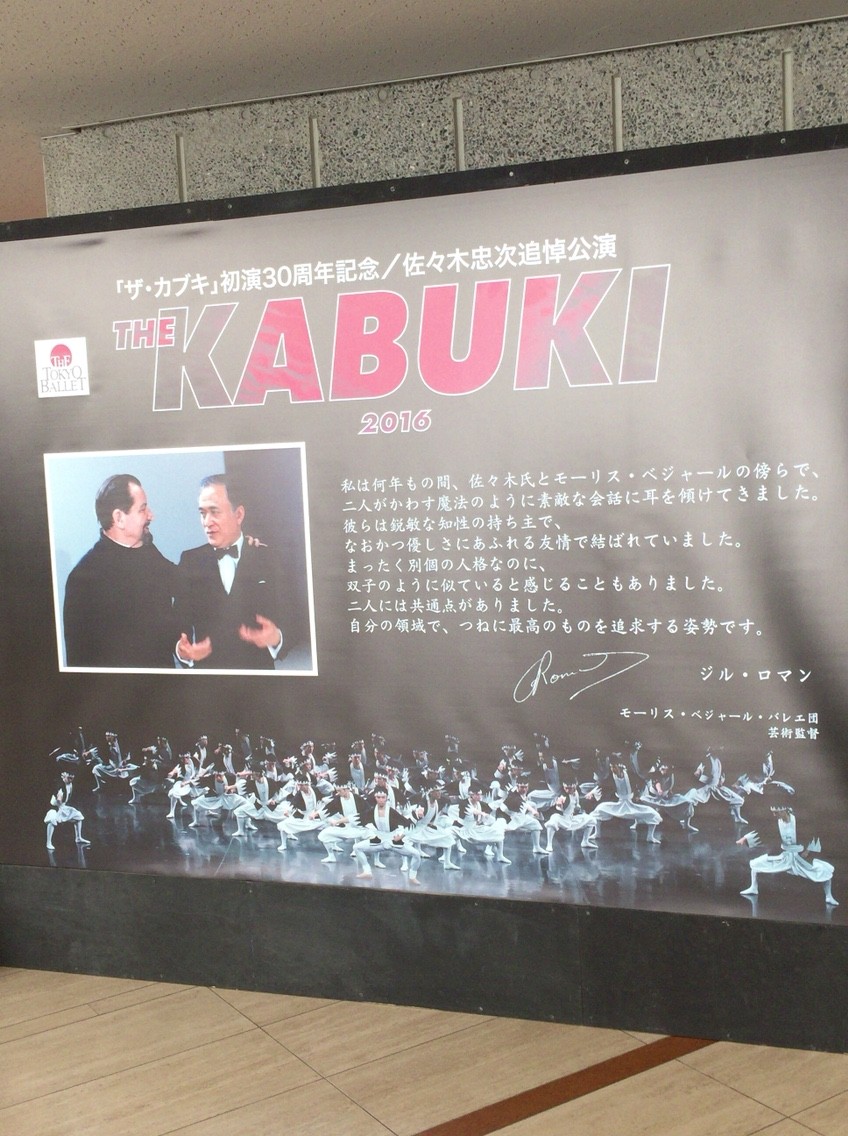 「ザ・カブキ」初演30周年記念／佐々木忠次追悼公演
THE KABUKI
2016
THE
TOKYO
BALLET
私は何年もの間、佐々木氏とモーリス・ベジャールの傍らで、
二人がかわす魔法のように素敵な会話に耳を傾けてきました。
彼らは鋭敏な知性の持ち主で、
なおかつ優しさにあふれる友情で結ばれていました。
まったく別個の人格なのに、
双子のように似ていると感じることもありました。
二人には共通点がありました。
自分の領域で、つねに最高のものを追求する姿勢です。
ジル・ロマン
モーリス・ベジャール・バレエ団
芸術監督